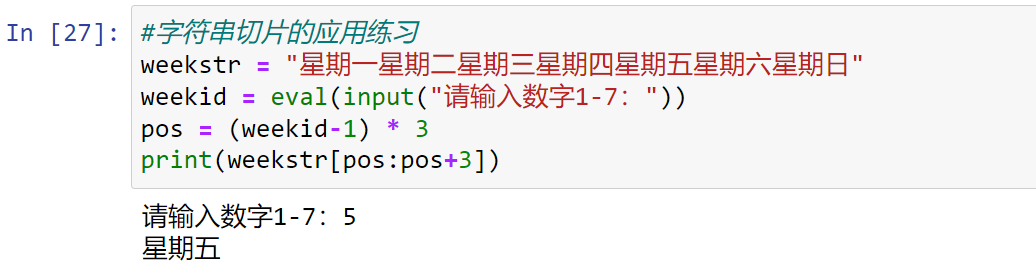 In [27]: #字符串切片的应用练习
weekstr = "星期一星期二星期三星期四星期五星期六星期日"
weekid = eval(input("请输入数字1-7："))
pos = (weekid-1) * 3
print(weekstr[pos:pos+3])
请输入数字1-7：5
星期五